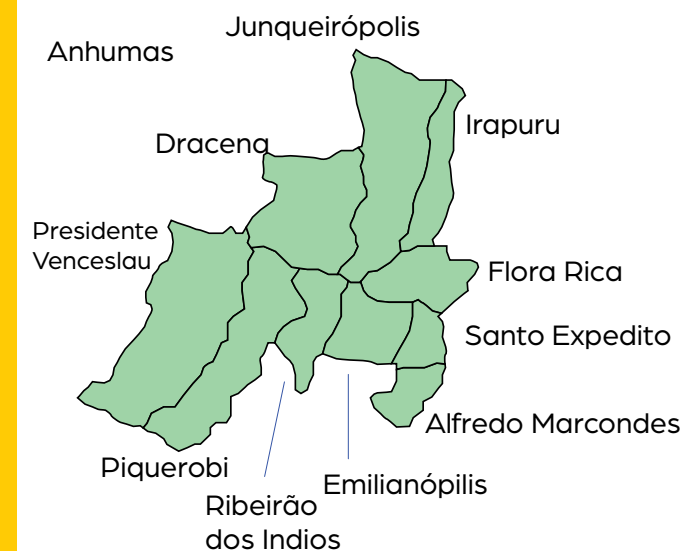 Junqueirópolis
Anhumas
Irapuru
Dracena
Presidente
Venceslau
Flora Rica
Santo Expedito
Alfredo Marcondes
Piquerobi
Emilianópilis
Ribeirão
dos Indios